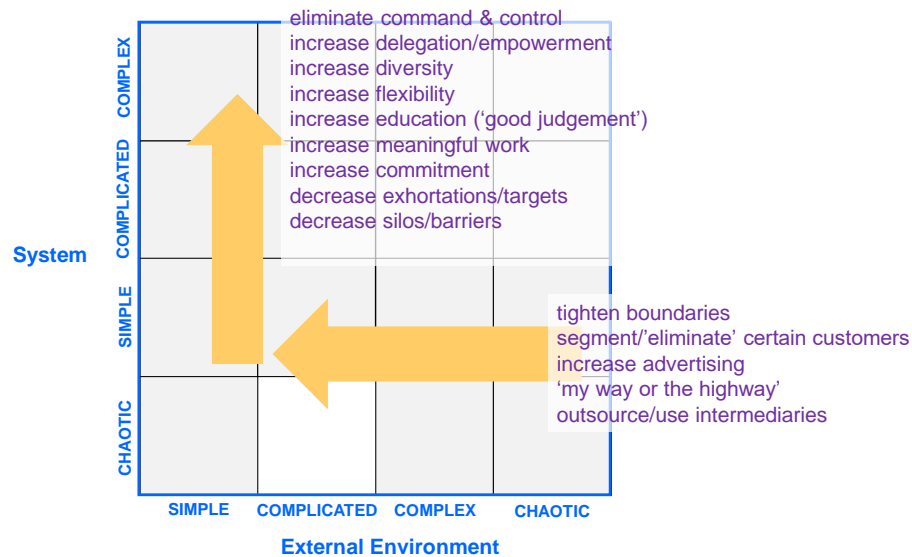 eliminate command & control
increase delegation/empowerment
increase diversity
increase flexibility
increase education (‘good judgement’)
increase meaningful work
increase commitment
decrease exhortations/targets
decrease silos/barriers
COMPLEX
COMPLICATED
System
SIMPLE
CHAOTIC
tighten boundaries
segment/’eliminate’ certain customers
increase advertising
‘my way or the highway’
outsource/use intermediaries
SIMPLE
COMPLICATED
COMPLEX
CHAOTIC
External Environment